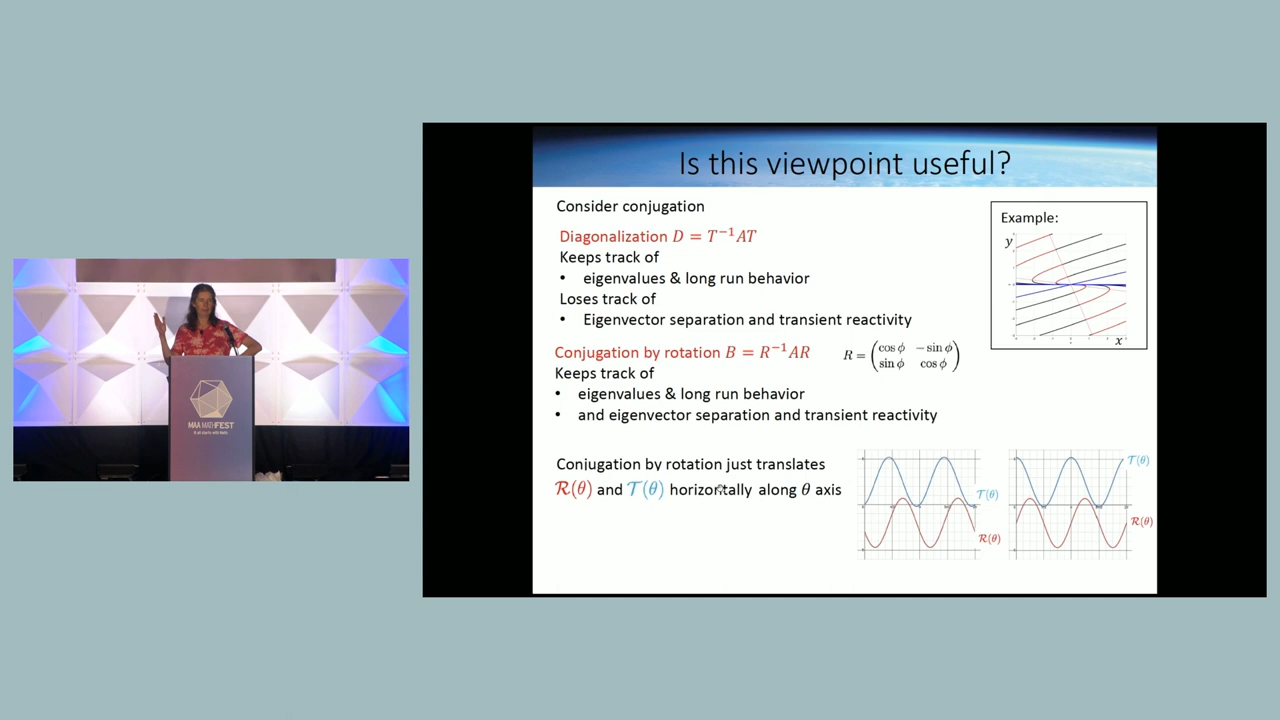 Is this viewpoint useful?
Consider conjugation
Diagonalization D = T⁻¹AT
Keeps track of
• eigenvalues & long run behavior
Loses track of
• Eigenvector separation and transient reactivity
Conjugation by rotation B = R⁻¹AR
R = (cos ϕ − sin ϕ
sin ϕ cos ϕ)
Keeps track of
• eigenvalues & long run behavior
• and eigenvector separation and transient reactivity
Conjugation by rotation just translates
ℛ(θ) and 𝒯(θ) horizontally along θ axis
Example:
y
x
𝒯(θ)
ℛ(θ)
𝒯(θ)
ℛ(θ)
MAA MATHFEST